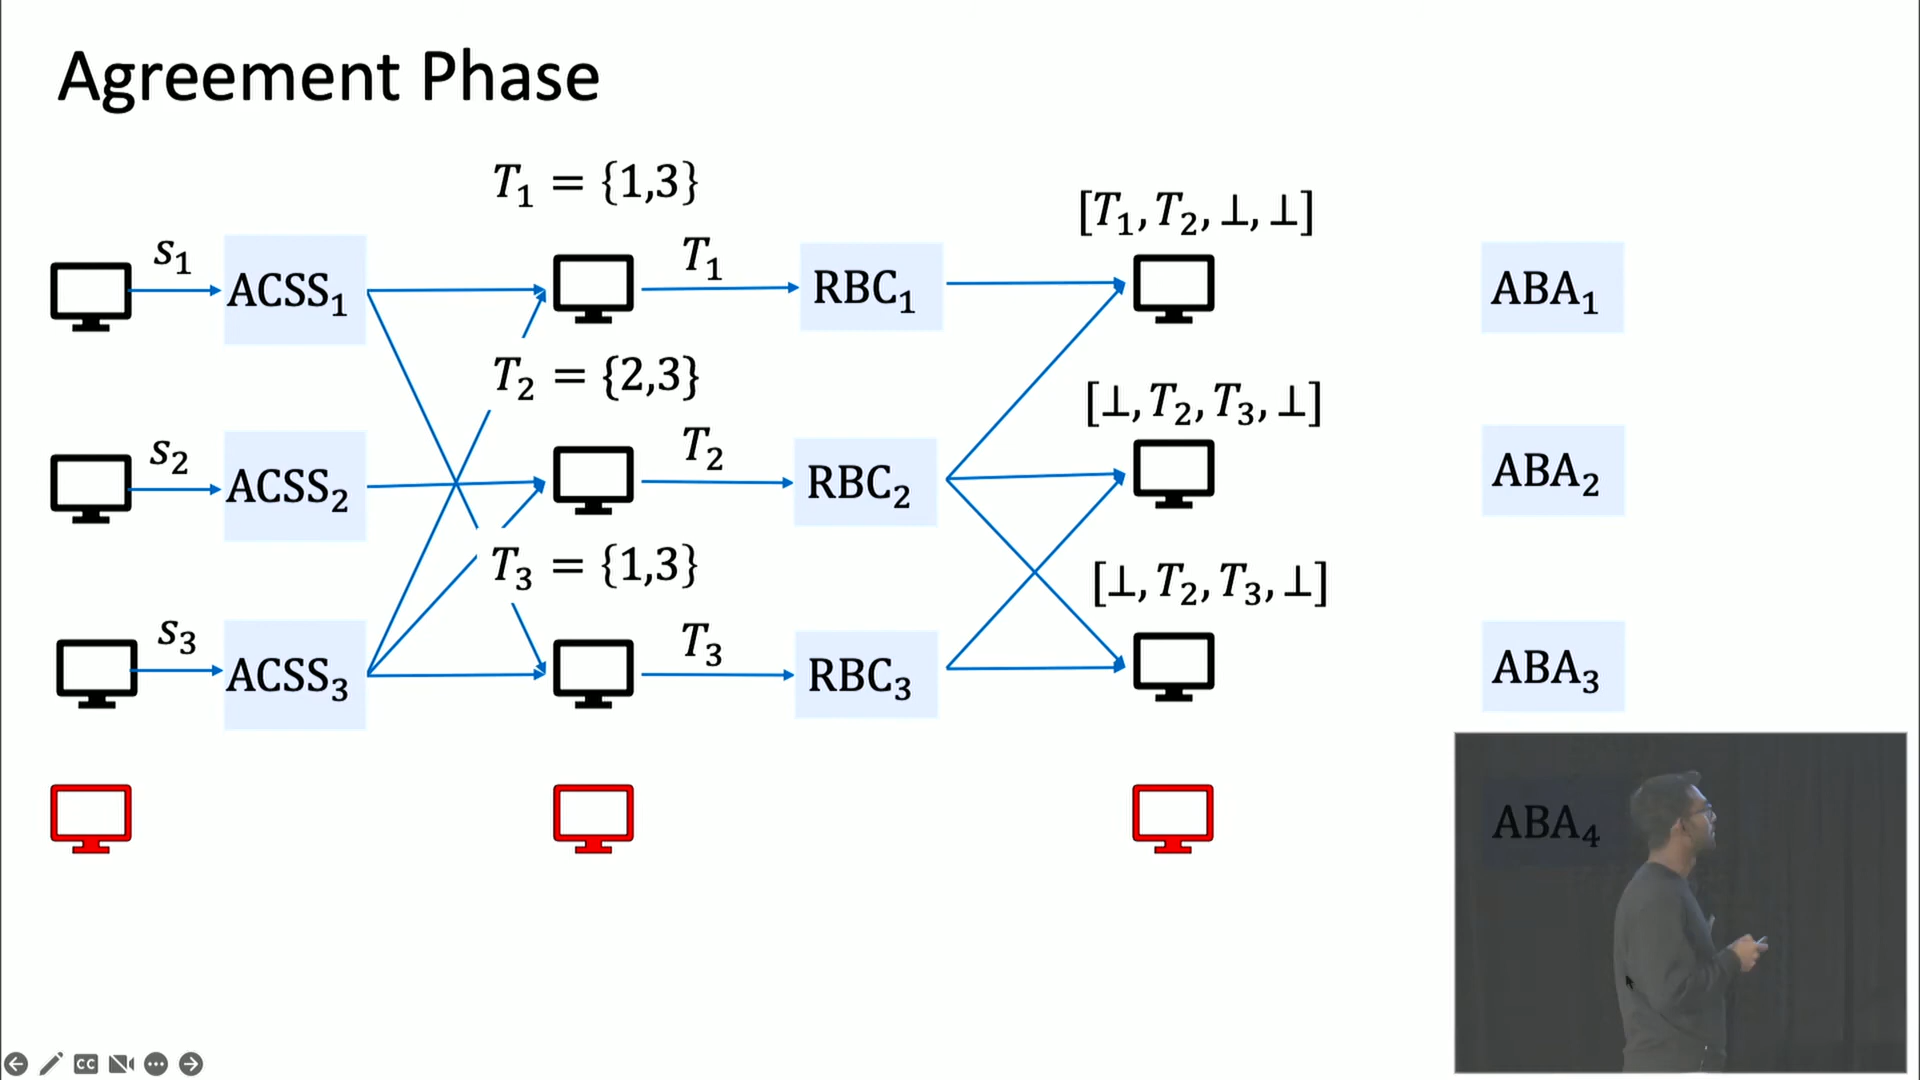 Agreement Phase
T₁ = {1,3}
[T₁, T₂, ⊥, ⊥]
s₁
ACSS₁
T₁
RBC₁
ABA₁
T₂ = {2,3}
[⊥, T₂, T₃, ⊥]
s₂
ACSS₂
T₂
RBC₂
ABA₂
T₃ = {1,3}
[⊥, T₂, T₃, ⊥]
s₃
ACSS₃
T₃
RBC₃
ABA₃
ABA₄
CC